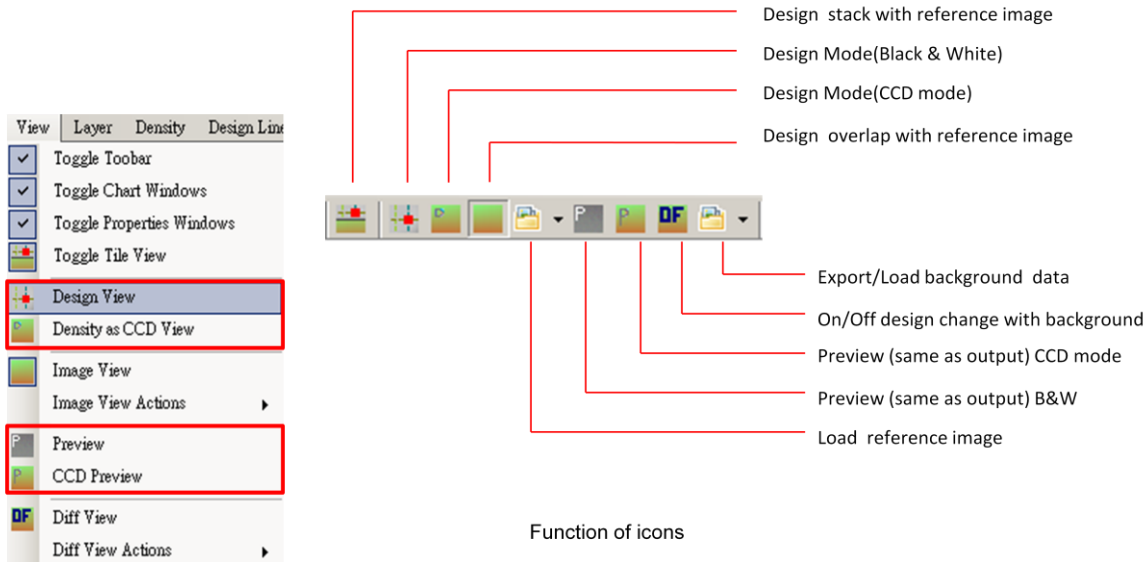 Design stack with reference image
Design Mode(Black & White)
Design Mode(CCD mode)
Design overlap with reference image
View Layer Density Design Line
Toggle Toobar
Toggle Chart Windows
Toggle Properties Windows
Toggle Tile View
Design View
D
Density as CCD View
Image View
Image View Actions
P
Preview
P
CCD Preview
DF
Diff View
Diff View Actions
D P P DF
Export/Load background data
On/Off design change with background
Preview (same as output) CCD mode
Preview (same as output) B&W
Load reference image
Function of icons